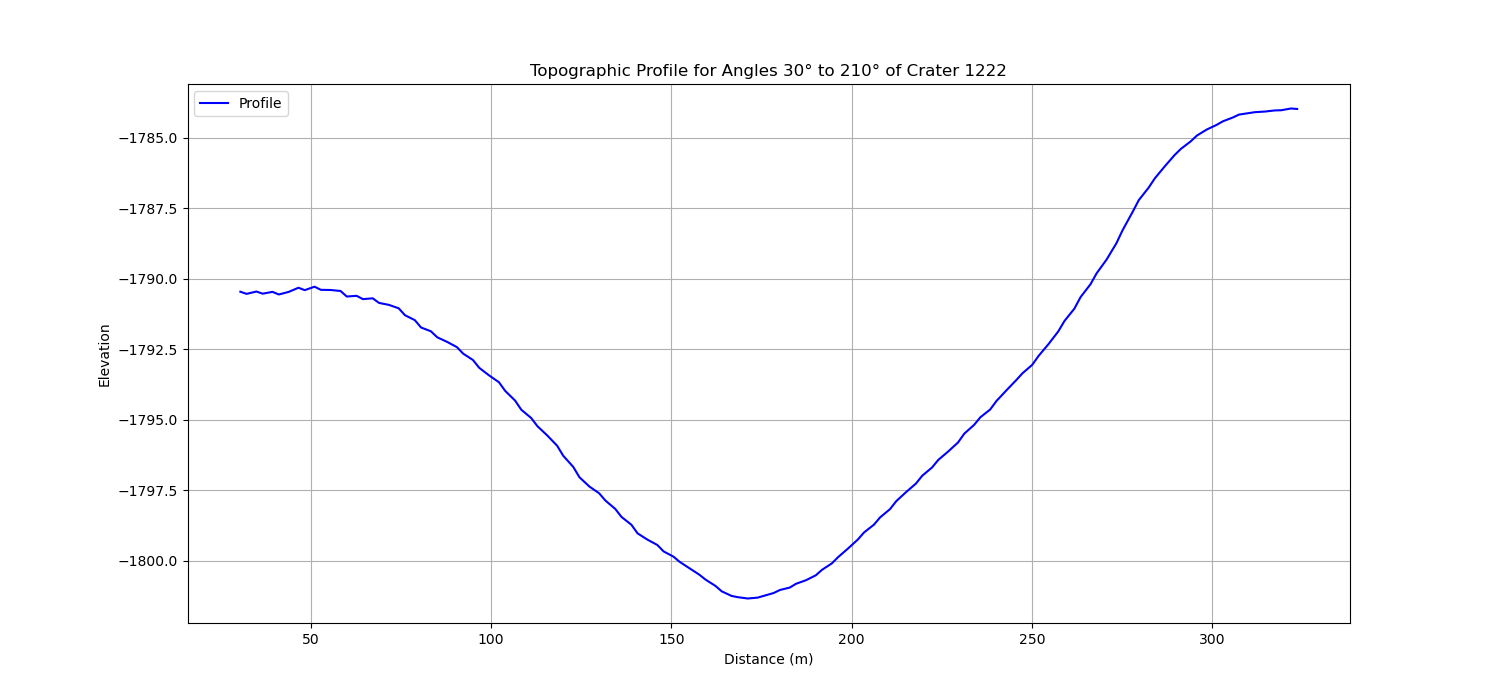 Topographic Profile for Angles 30° to 210° of Crater 1222
Profile
−1785.0
−1787.5
−1790.0
−1792.5
−1795.0
−1797.5
−1800.0
Elevation
50 100 150 200 250 300
Distance (m)